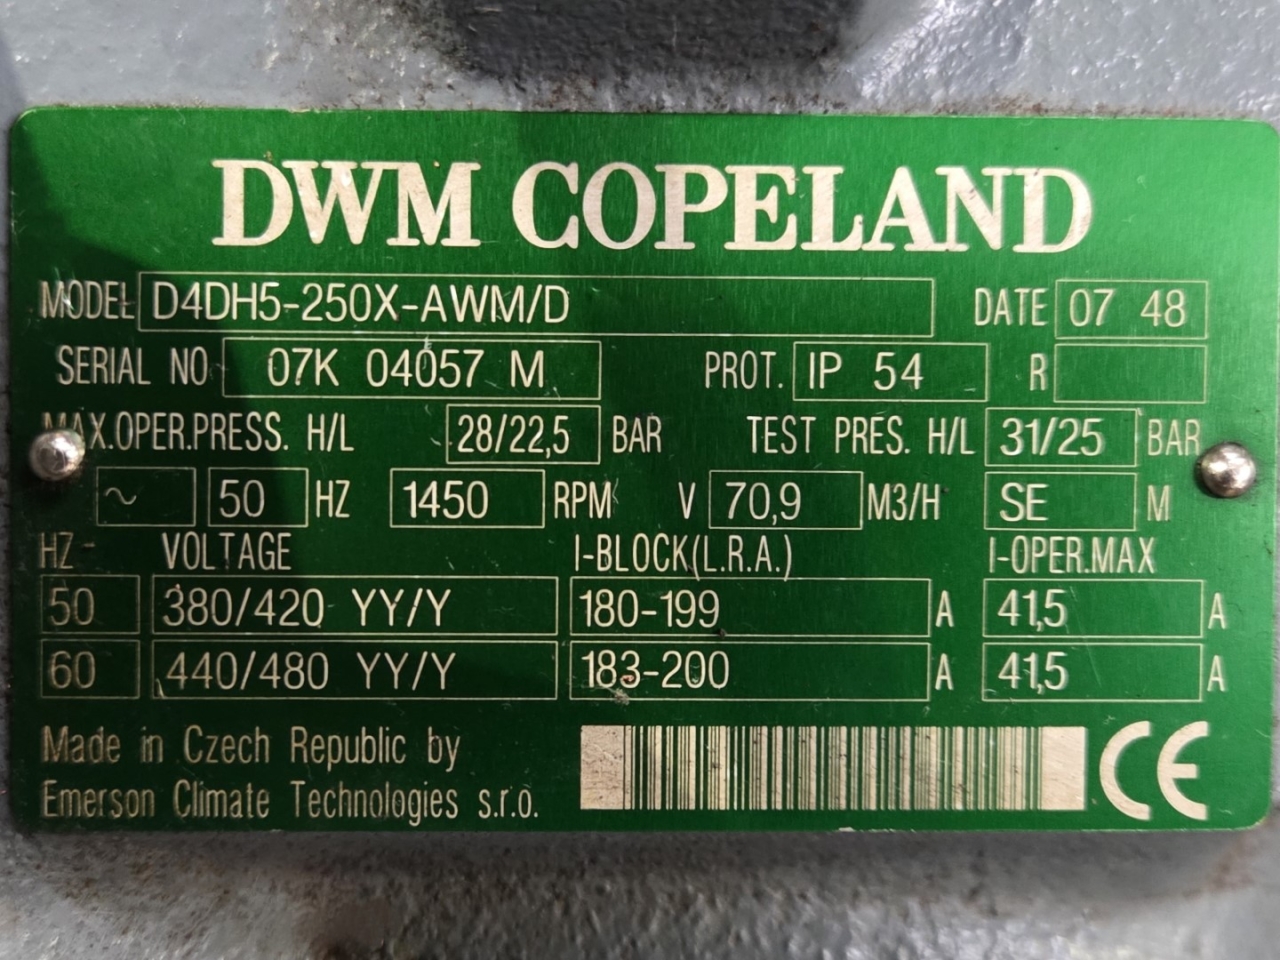 DWM COPELAND
MODEL D4DH5-250X-AWM/D DATE 07 48
SERIAL NO 07K 04057 M PROT. IP 54 R
MAX.OPER.PRESS. H/L 28/22,5 BAR TEST PRES. H/L 31/25 BAR
~ 50 HZ 1450 RPM V 70,9 M3/H SE M
HZ VOLTAGE I-BLOCK(L.R.A.) I-OPER.MAX
50 380/420 YY/Y 180-199 A 41,5 A
60 440/480 YY/Y 183-200 A 41,5 A
Made in Czech Republic by
Emerson Climate Technologies s.r.o. CE